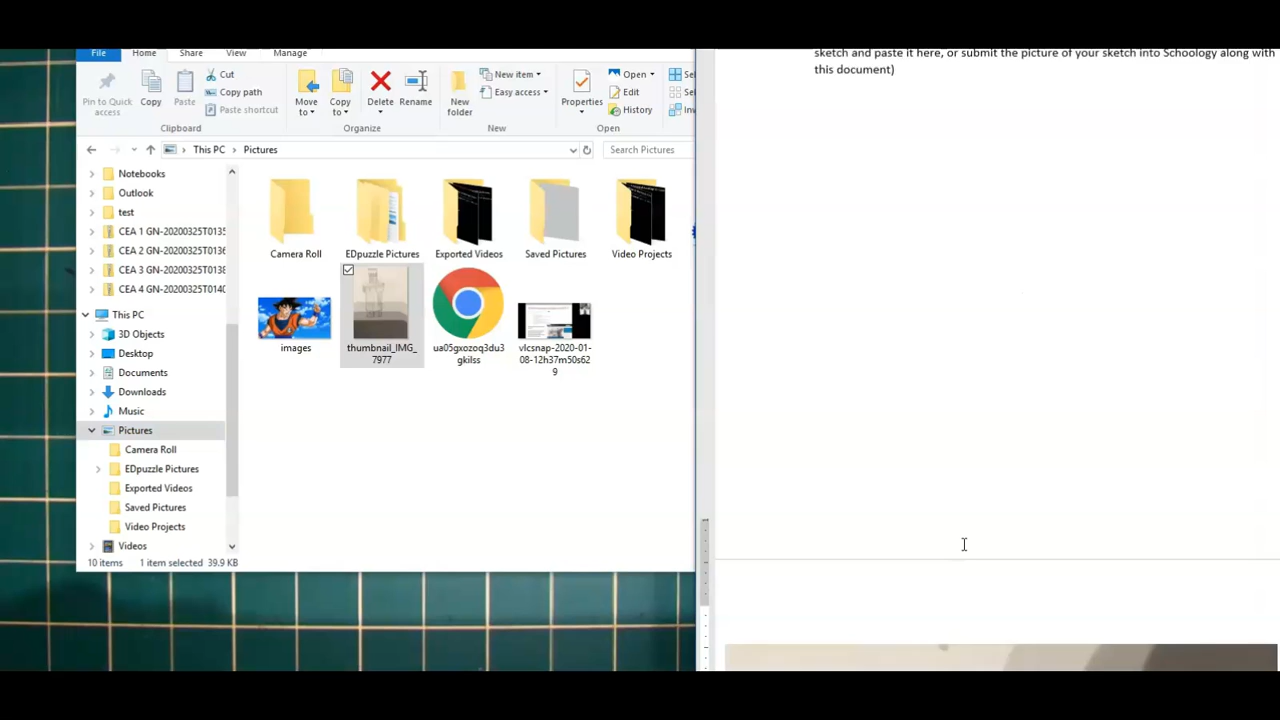 File
Home
Share
View
Manage
Pin to Quick
access
Copy
Paste
Cut
Copy path
Paste shortcut
Clipboard
Move
to
Copy
to
Delete
Rename
Organize
New
folder
New item
Easy access
New
Properties
Open
Edit
History
Open
Sel
Se
Inv
This PC
Pictures
Search Pictures
Notebooks
Outlook
test
CEA 1 GN-20200325T0135
CEA 2 GN-20200325T0136
CEA 3 GN-20200325T0138
CEA 4 GN-20200325T0140
This PC
3D Objects
Desktop
Documents
Downloads
Music
Pictures
Camera Roll
EDpuzzle Pictures
Exported Videos
Saved Pictures
Video Projects
Videos
Camera Roll
EDpuzzle Pictures
Exported Videos
Saved Pictures
Video Projects
images
thumbnail_IMG_
7977
ua05gxozoq3du3
gkilss
vlcsnap-2020-01-
08-12h37m50s62
9
10 items
1 item selected 39.9 KB
sketch and paste it here, or submit the picture of your sketch into Schoology along with
this document)